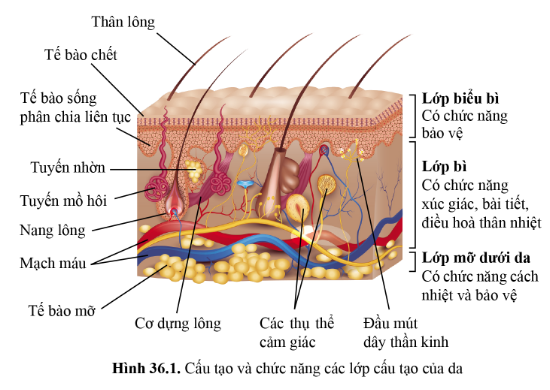 Thân lông
Tế bào chết
Tế bào sống
phân chia liên tục
Tuyến nhờn
Tuyến mồ hôi
Nang lông
Mạch máu
Tế bào mỡ
Cơ dựng lông
Các thụ thể
cảm giác
Đầu mút
dây thần kinh
Lớp biểu bì
Có chức năng
bảo vệ
Lớp bì
Có chức năng
xúc giác, bài tiết,
điều hoà thân nhiệt
Lớp mỡ dưới da
Có chức năng cách
nhiệt và bảo vệ
Hình 36.1. Cấu tạo và chức năng các lớp cấu tạo của da